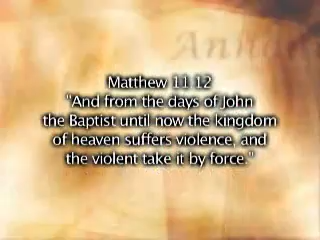 Matthew 11:12
"And from the days of John
the Baptist until now the kingdom
of heaven suffers violence, and
the violent take it by force."